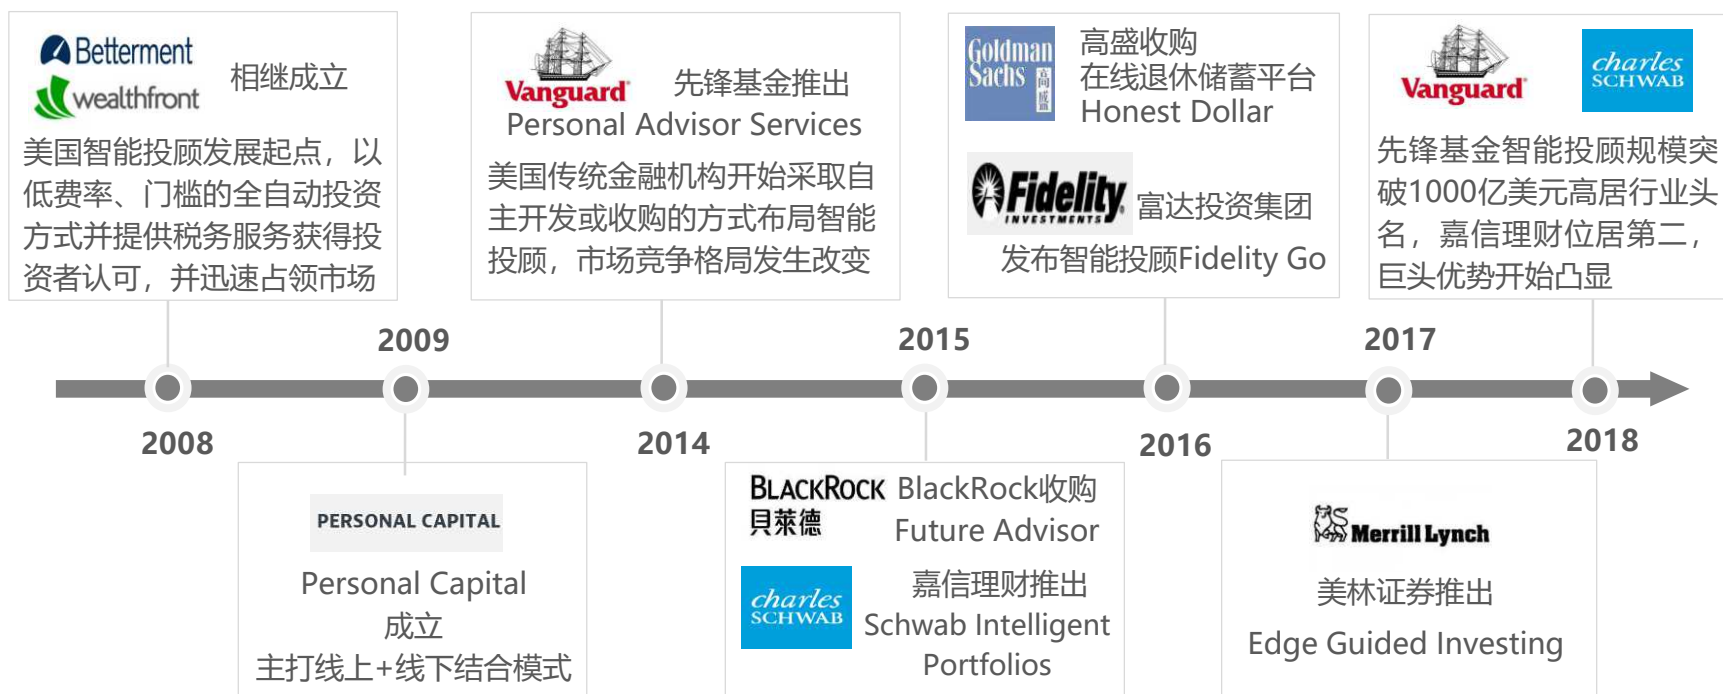 Betterment
wealthfront
相继成立
美国智能投顾发展起点，以
低费率、门槛的全自动投资
方式并提供税务服务获得投
资者认可，并迅速占领市场
Vanguard
先锋基金推出
Personal Advisor Services
美国传统金融机构开始采取自
主开发或收购的方式布局智能
投顾，市场竞争格局发生改变
Goldman
Sachs
高盛
高盛收购
在线退休储蓄平台
Honest Dollar
Fidelity
INVESTMENTS
富达投资集团
发布智能投顾Fidelity Go
Vanguard
charles
SCHWAB
先锋基金智能投顾规模突
破1000亿美元高居行业头
名，嘉信理财位居第二，
巨头优势开始凸显
2009
2015
2017
2008
2014
2016
2018
PERSONAL CAPITAL
Personal Capital
成立
主打线上+线下结合模式
BLACKROCK
贝莱德
BlackRock收购
Future Advisor
charles
SCHWAB
嘉信理财推出
Schwab Intelligent
Portfolios
Merrill Lynch
美林证券推出
Edge Guided Investing